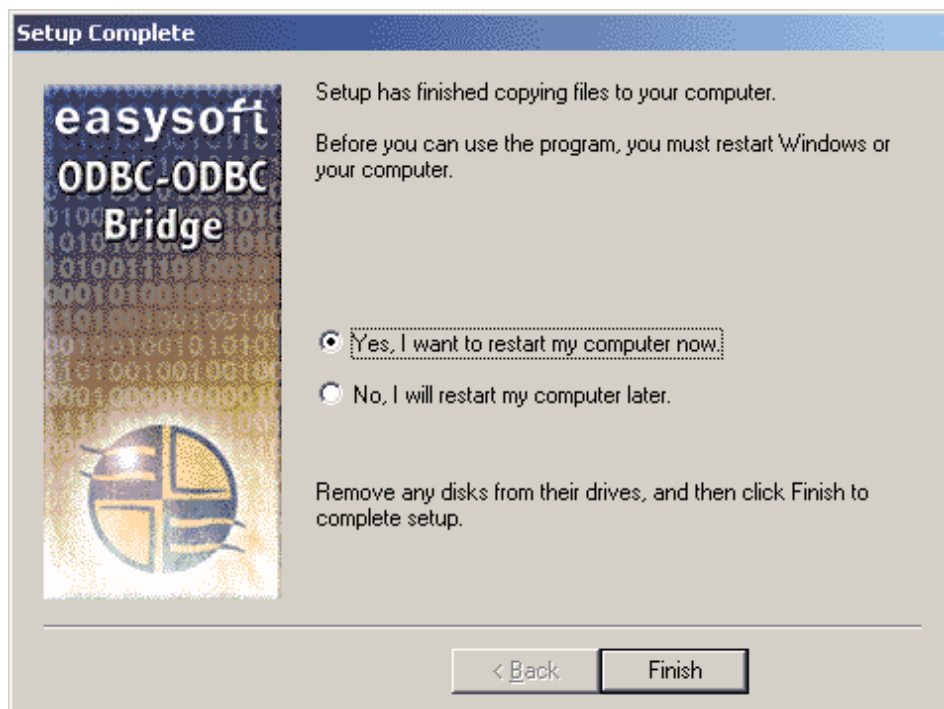 Setup Complete
easysoft
ODBC-ODBC
Bridge
Setup has finished copying files to your computer.
Before you can use the program, you must restart Windows or
your computer.
Yes, I want to restart my computer now.
No, I will restart my computer later.
Remove any disks from their drives, and then click Finish to
complete setup.
< Back
Finish